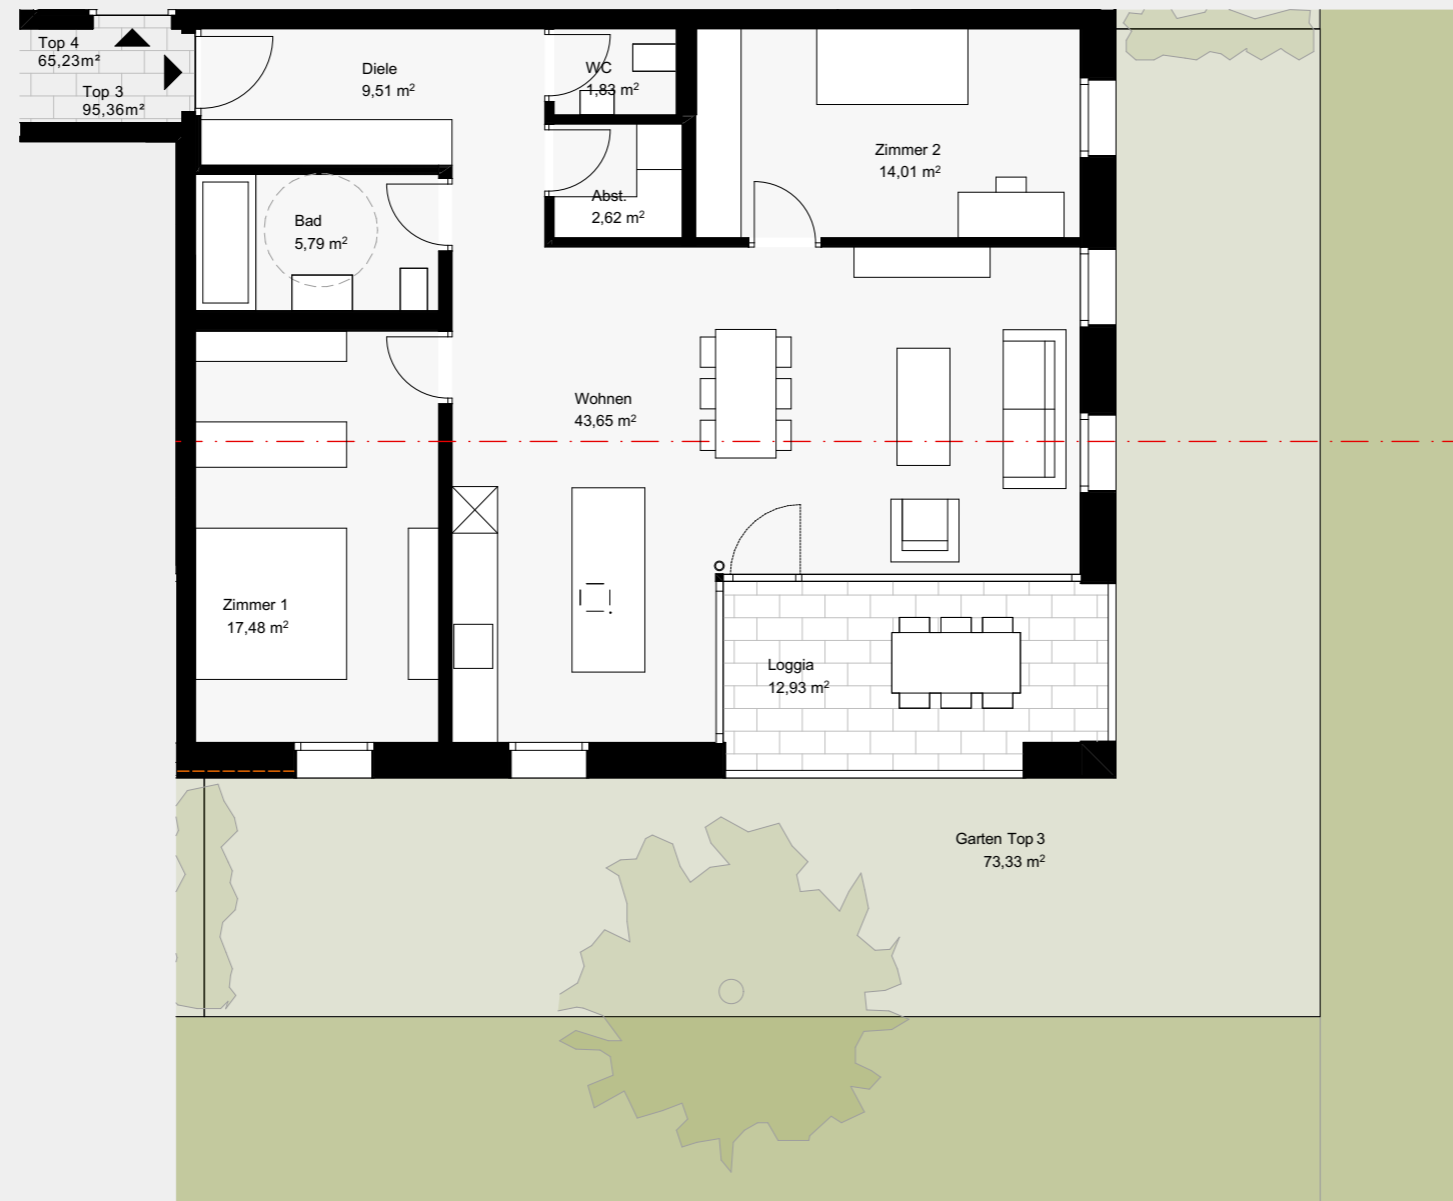 Top 4
65,23m²
Top 3
95,36m²
Diele
9,51 m²
WC
1,83 m²
Zimmer 2
14,01 m²
Abst.
2,62 m²
Bad
5,79 m²
Wohnen
43,65 m²
Zimmer 1
17,48 m²
Loggia
12,93 m²
Garten Top 3
73,33 m²